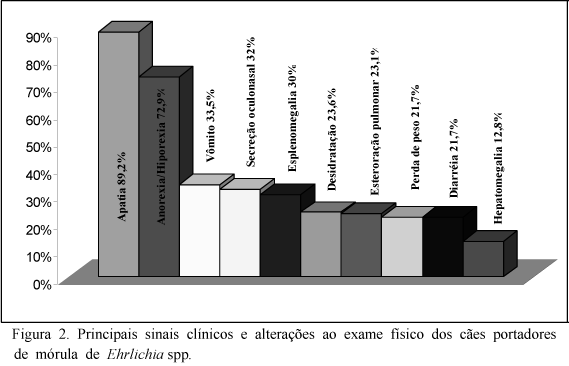 90%
80%
70%
60%
50%
40%
30%
20%
10%
0%
Apatia 89,2%
Anorexia/Hiporexia 72,9%
Vômito 33,5%
Secreção oculonasal 32%
Esplenomegalia 30%
Desidratação 23,6%
Esteroração pulmonar 23,1%
Perda de peso 21,7%
Diarréia 21,7%
Hepatomegalia 12,8%
Figura 2. Principais sinais clínicos e alterações ao exame físico dos cães portadores
de mórula de Ehrlichia spp.